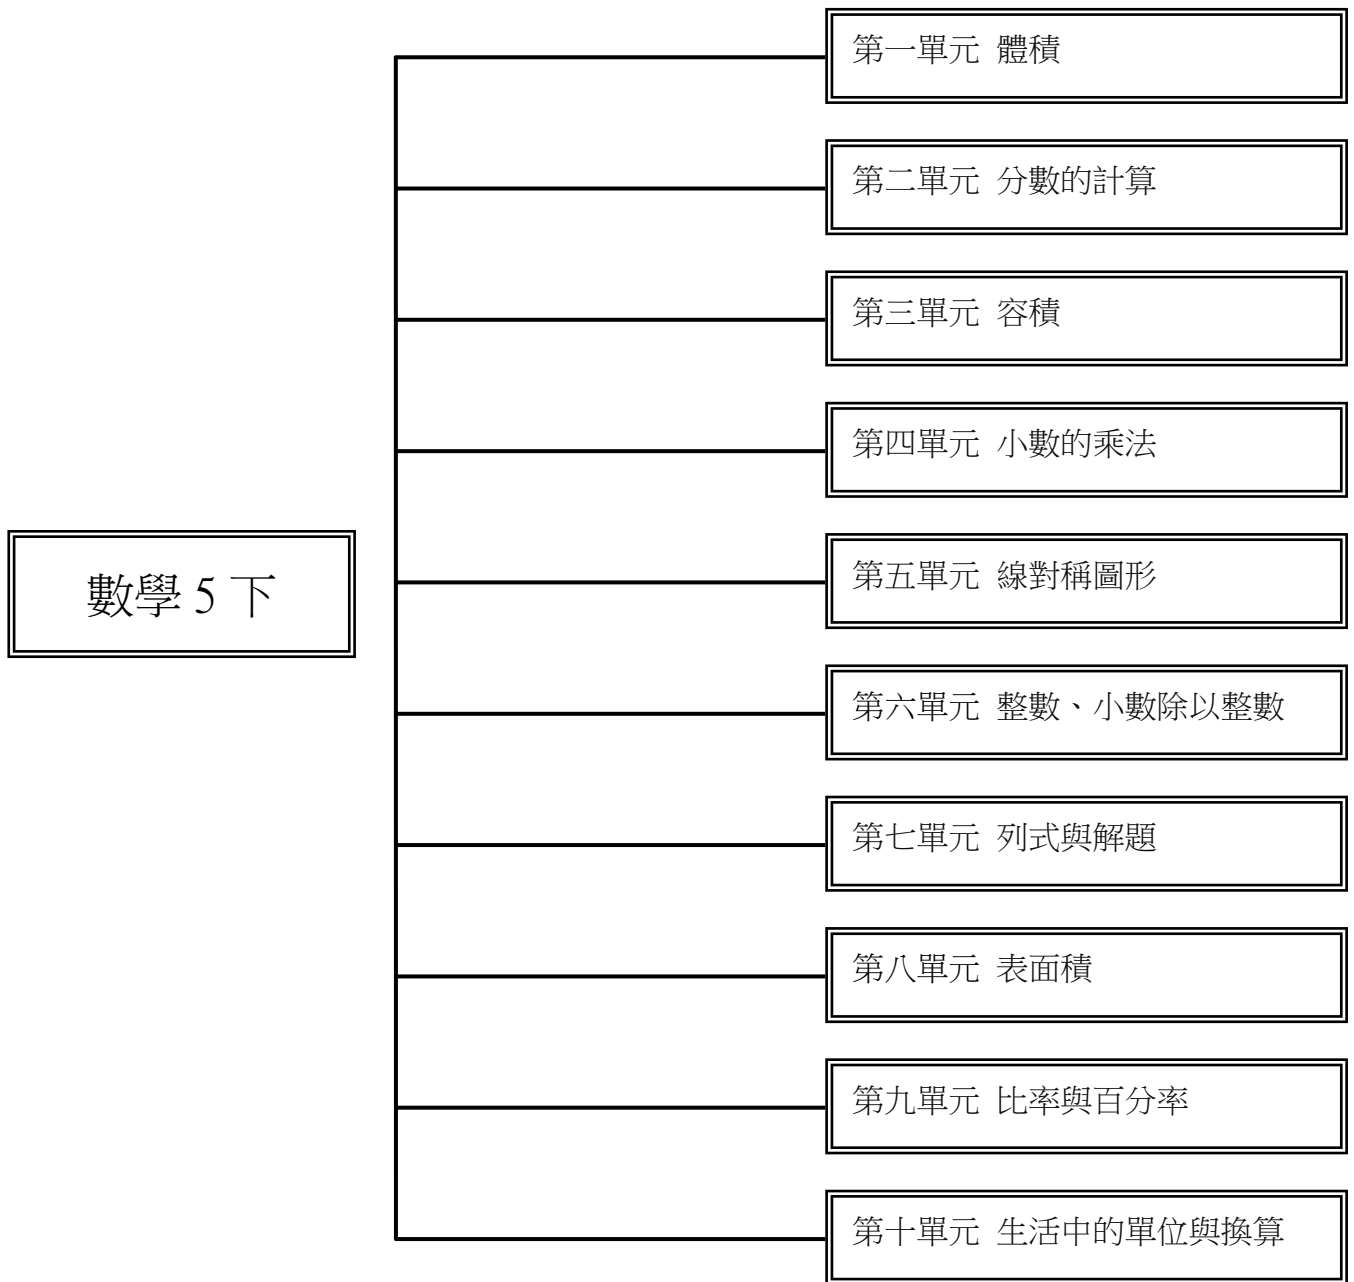 數學 5 下
第一單元 體積
第二單元 分數的計算
第三單元 容積
第四單元 小數的乘法
第五單元 線對稱圖形
第六單元 整數、小數除以整數
第七單元 列式與解題
第八單元 表面積
第九單元 比率與百分率
第十單元 生活中的單位與換算